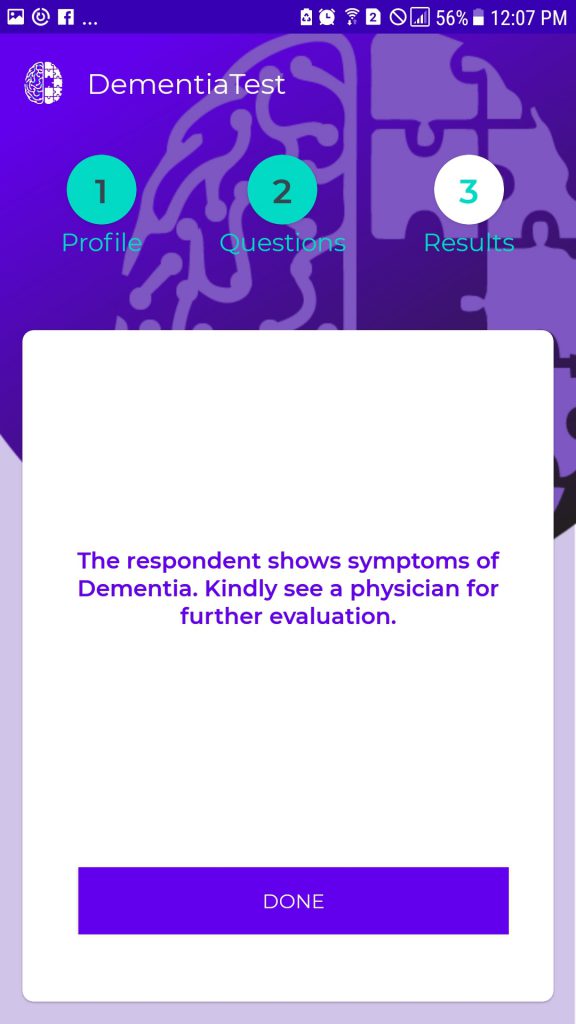 ... 2 56% 12:07 PM
DementiaTest
1 2 3
Profile Questions Results
The respondent shows symptoms of
Dementia. Kindly see a physician for
further evaluation.
DONE